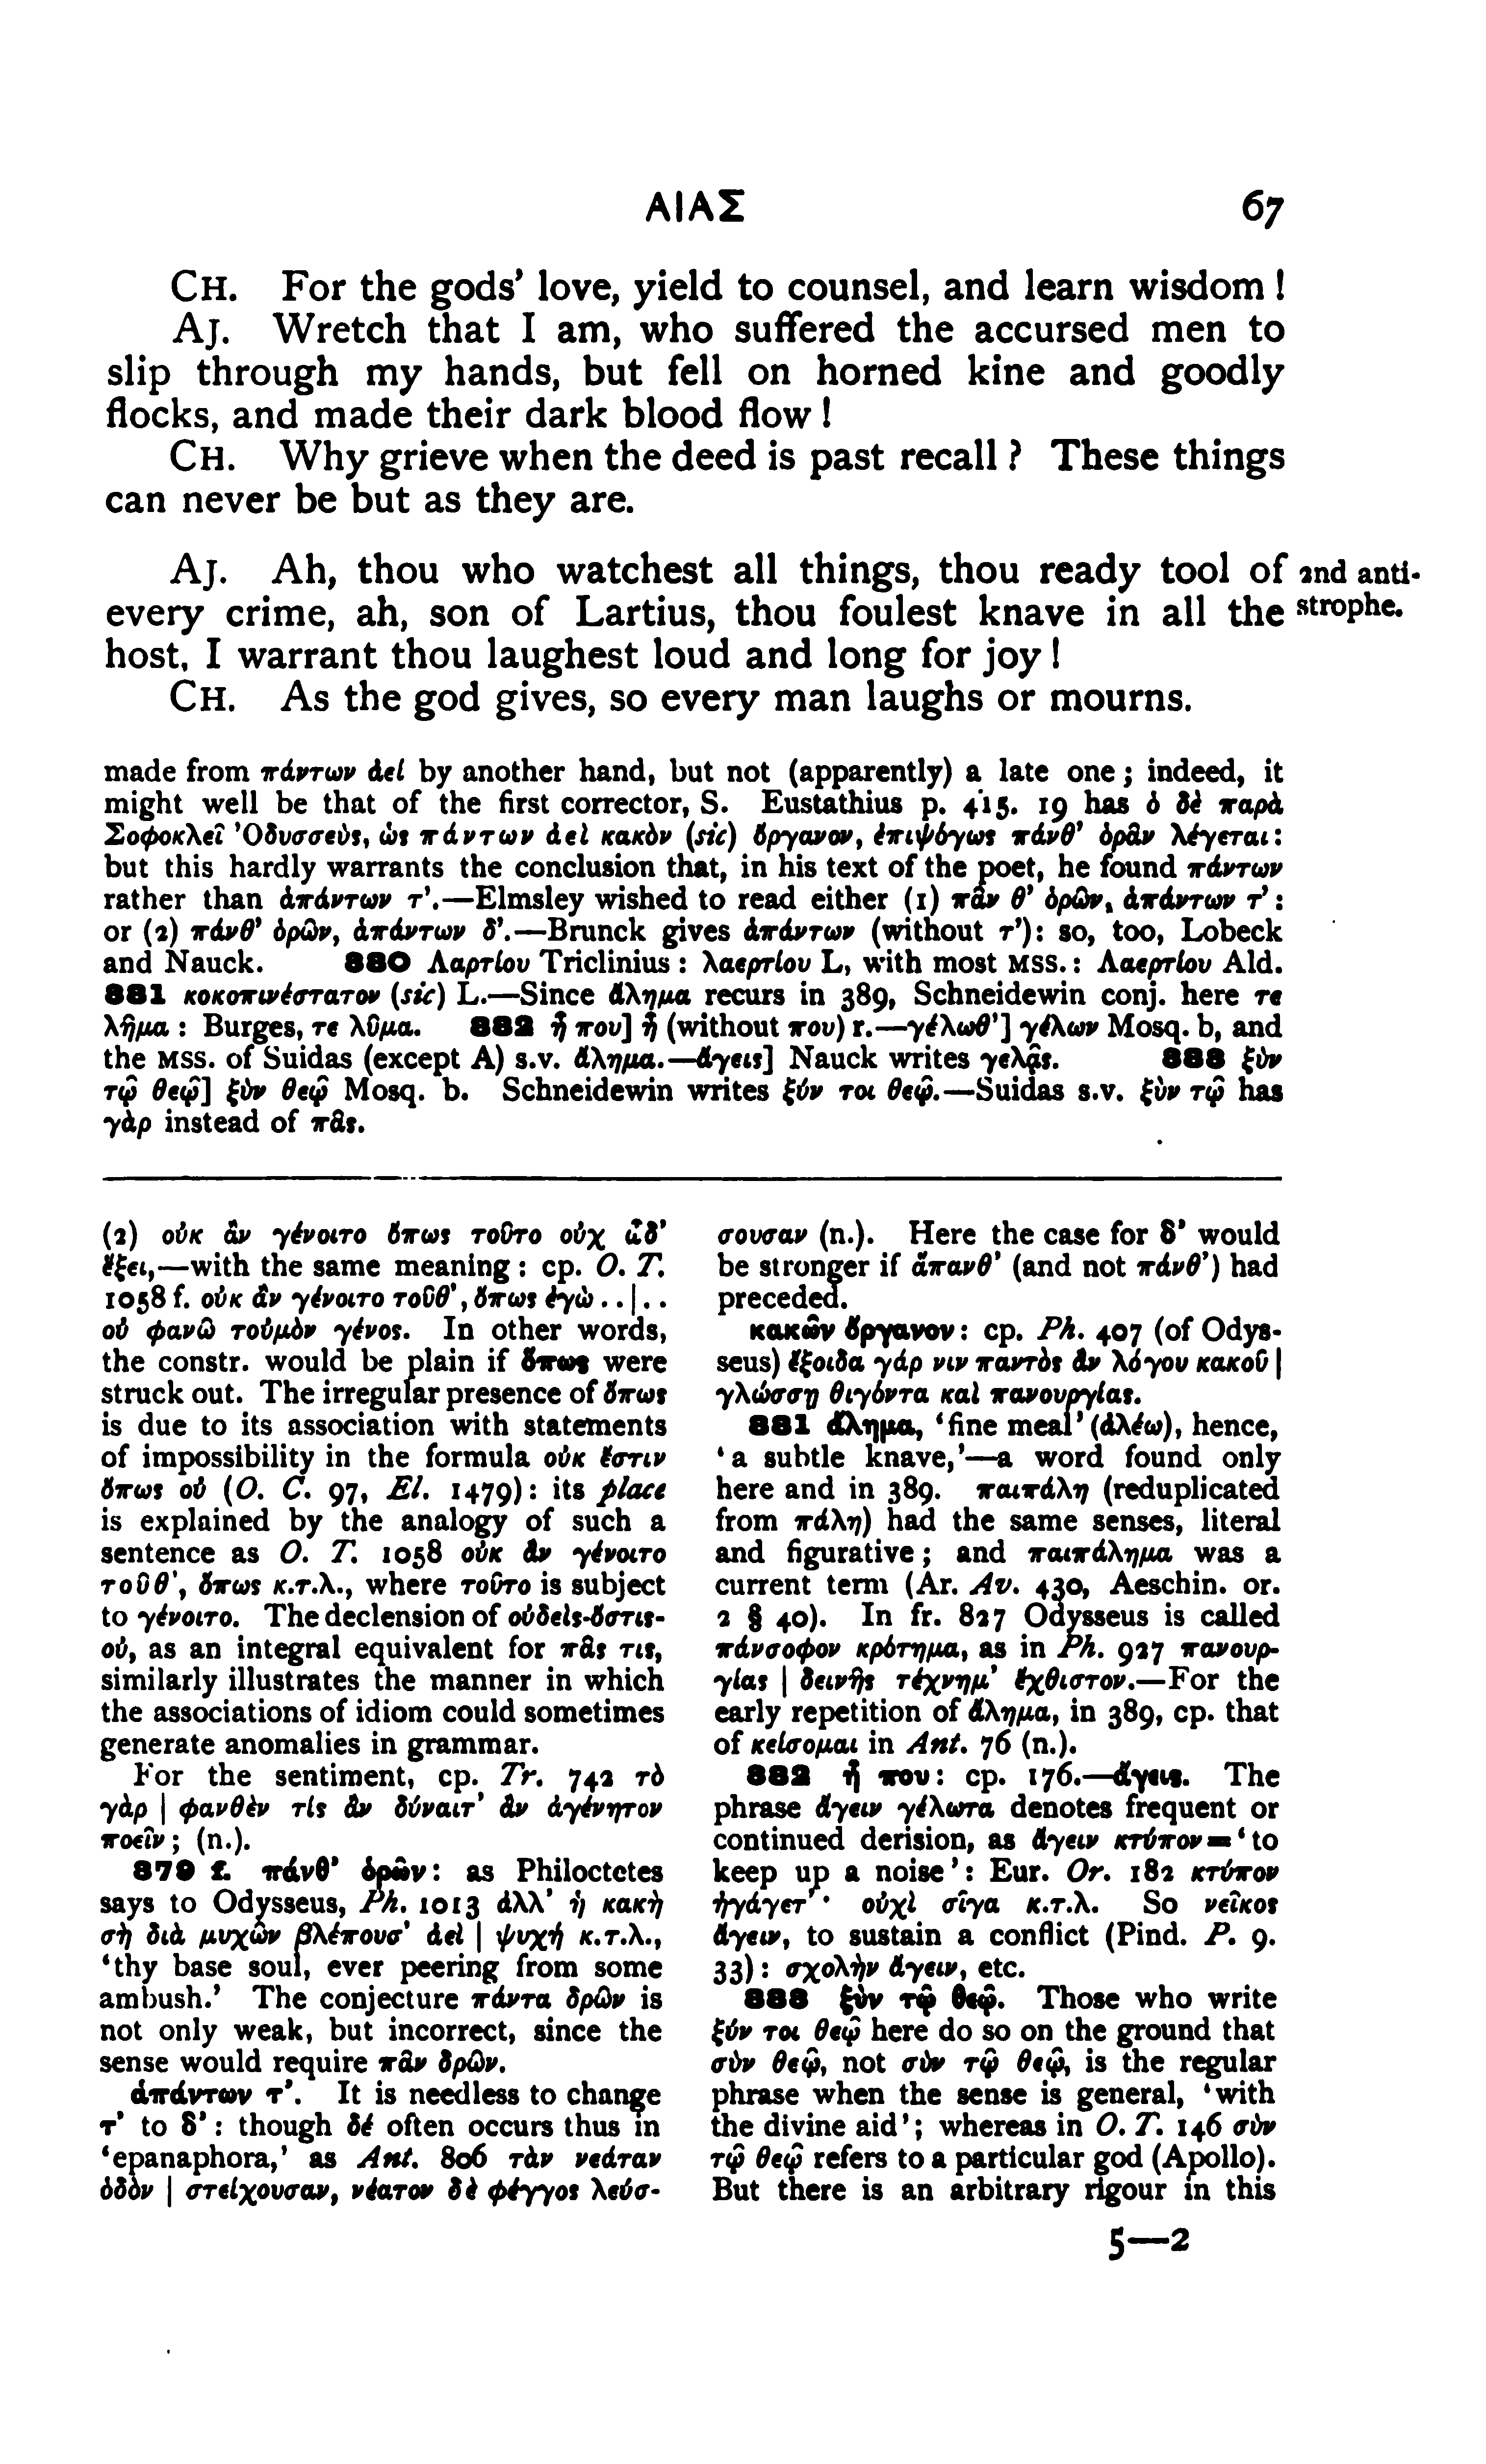 ΑΙΑΣ 67
CH. For the gods' love, yield to counsel, and learn wisdom!
AJ. Wretch that I am, who suffered the accursed men to
slip through my hands, but fell on horned kine and goodly
flocks, and made their dark blood flow!
CH. Why grieve when the deed is past recall? These things
can never be but as they are.
AJ. Ah, thou who watchest all things, thou ready tool of
every crime, ah, son of Lartius, thou foulest knave in all the
host, I warrant thou laughest loud and long for joy!
2nd anti-
strophe.
CH. As the god gives, so every man laughs or mourns.
made from πάντων ἀεί by another hand, but not (apparently) a late one; indeed, it
might well be that of the first corrector, S. Eustathius p. 415. 19 has ὁ δὲ παρὰ
Σοφοκλεῖ Ὀδυσσεὺς, ὡς πάντων ἀεὶ κακὸν (sic) ὄργανον, ἐπιψόγως πάνθ' ὁρᾶν λέγεται:
but this hardly warrants the conclusion that, in his text of the poet, he found πάντων
rather than ἁπάντων τ'.—Elmsley wished to read either (1) πᾶν θ' ὁρῶν, ἁπάντων τ':
or (2) πάνθ' ὁρῶν, ἁπάντων δ'.—Brunck gives ἁπάντων (without τ'): so, too, Lobeck
and Nauck. 380 Λαρτίου Triclinius: λαερτίου L, with most MSS.: Λαερτίου Ald.
381 κοκοπινέστατον (sic) L.—Since ἄλημα recurs in 389, Schneidewin conj. here τε
λῆμα: Burges, τε λῦμα. 382 ἦ που] ἦ (without που) r.—γέλωθ'] γέλων Mosq. b, and
the MSS. of Suidas (except A) s.v. ἄλημα.—ἄγεις] Nauck writes γελᾷς. 383 ξὺν
τῷ θεῷ] ξὺν θεῷ Mosq. b. Schneidewin writes ξύν τοι θεῷ.—Suidas s.v. ξὺν τῷ has
γὰρ instead of πᾶς.
(2) οὐκ ἂν γένοιτο ὅπως τοῦτο οὐχ ὧδ'
ἕξει,—with the same meaning: cp. O. T.
1058 f. οὐκ ἂν γένοιτο τοῦθ', ὅπως ἐγὼ..|..
οὐ φανῶ τοὐμὸν γένος. In other words,
the constr. would be plain if ὅπως were
struck out. The irregular presence of ὅπως
is due to its association with statements
of impossibility in the formula οὐκ ἔστιν
ὅπως οὐ (O. C. 97, El. 1479): its place
is explained by the analogy of such a
sentence as O. T. 1058 οὐκ ἂν γένοιτο
τοῦθ', ὅπως κ.τ.λ., where τοῦτο is subject
to γένοιτο. The declension of οὐδεὶς-ὅστις-
οὐ, as an integral equivalent for πᾶς τις,
similarly illustrates the manner in which
the associations of idiom could sometimes
generate anomalies in grammar.
For the sentiment, cp. Tr. 742 τὸ
γὰρ | φανθὲν τίς ἂν δύναιτ' ἂν ἀγένητον
ποεῖν; (n.).
379 f. πάνθ' ὁρῶν: as Philoctetes
says to Odysseus, Ph. 1013 ἀλλ' ἡ κακὴ
σὴ διὰ μυχῶν βλέπουσ' ἀεὶ | ψυχή κ.τ.λ.,
'thy base soul, ever peering from some
ambush.' The conjecture πάντα δρῶν is
not only weak, but incorrect, since the
sense would require πᾶν δρῶν.
ἁπάντων τ'. It is needless to change
τ' to δ': though δέ often occurs thus in
'epanaphora,' as Ant. 806 τὰν νεάταν
ὁδὸν | στείχουσαν, νέατον δὲ φέγγος λεύσ-
σουσαν (n.). Here the case for δ' would
be stronger if ἅπανθ' (and not πάνθ') had
preceded.
κακῶν ὄργανον: cp. Ph. 407 (of Odys-
seus) ἔξοιδα γάρ νιν παντὸς ἂν λόγου κακοῦ |
γλώσσῃ θιγόντα καὶ πανουργίας.
381 ἄλημα, 'fine meal' (ἀλέω), hence,
'a subtle knave,'—a word found only
here and in 389. παιπάλη (reduplicated
from πάλη) had the same senses, literal
and figurative; and παιπάλημα was a
current term (Ar. Av. 430, Aeschin. or.
2 § 40). In fr. 827 Odysseus is called
πάνσοφον κρότημα, as in Ph. 927 πανουρ-
γίας | δεινῆς τέχνημ' ἔχθιστον.—For the
early repetition of ἄλημα, in 389, cp. that
of κείσομαι in Ant. 76 (n.).
382 ἦ που: cp. 176.—ἄγεις. The
phrase ἄγειν γέλωτα denotes frequent or
continued derision, as ἄγειν κτύπον = 'to
keep up a noise': Eur. Or. 182 κτύπον
ἠγάγετ'· οὐχὶ σῖγα κ.τ.λ. So νεῖκος
ἄγειν, to sustain a conflict (Pind. P. 9.
33): σχολὴν ἄγειν, etc.
383 ξὺν τῷ θεῷ. Those who write
ξύν τοι θεῷ here do so on the ground that
σὺν θεῷ, not σὺν τῷ θεῷ, is the regular
phrase when the sense is general, 'with
the divine aid'; whereas in O. T. 146 σὺν
τῷ θεῷ refers to a particular god (Apollo).
But there is an arbitrary rigour in this
5—2